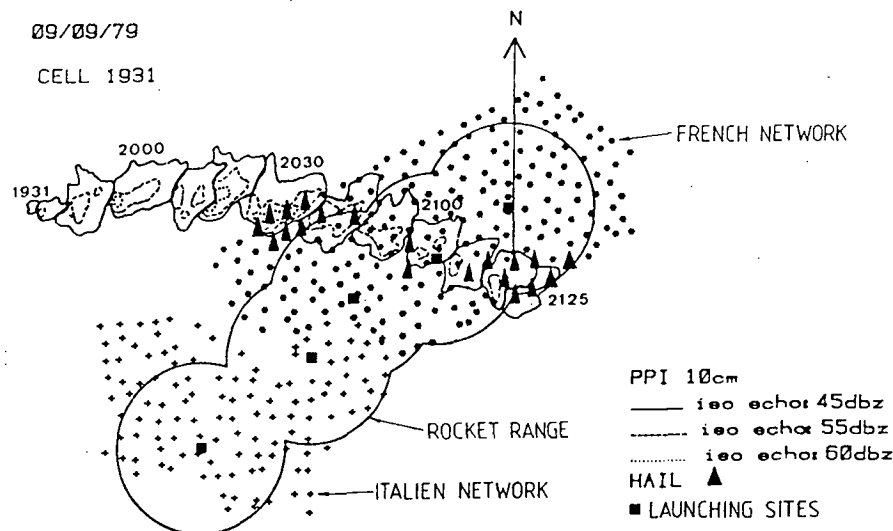 09/09/79
CELL 1931
N
FRENCH NETWORK
1931
2000
2030
2100
2125
ROCKET RANGE
ITALIEN NETWORK
PPI 10cm
iso echo: 45dbz
iso echo: 55dbz
iso echo: 60dbz
HAIL
LAUNCHING SITES